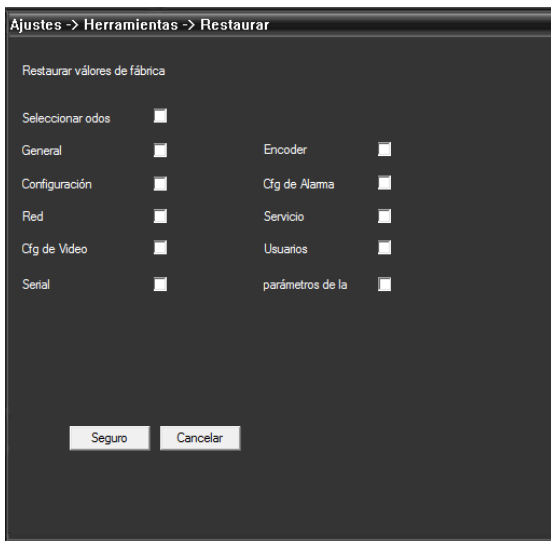 Ajustes -> Herramientas -> Restaurar
Restaurar válores de fábrica
Seleccionar odos
General Encoder
Configuración Cfg de Alarma
Red Servicio
Cfg de Video Usuarios
Serial parámetros de la
Seguro Cancelar